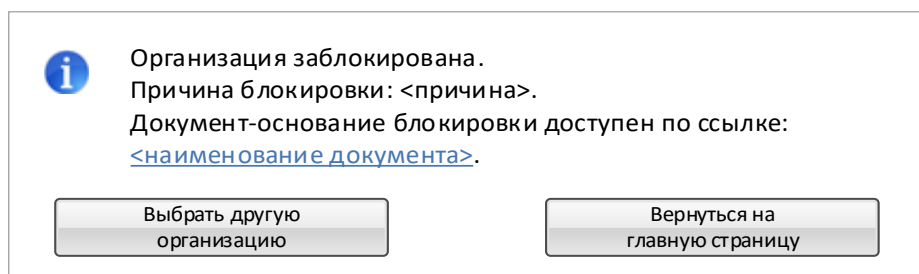 Организация заблокирована.
Причина блокировки: <причина>.
Документ-основание блокировки доступен по ссылке:
<наименование документа>.
Выбрать другую
организацию
Вернуться на
главную страницу